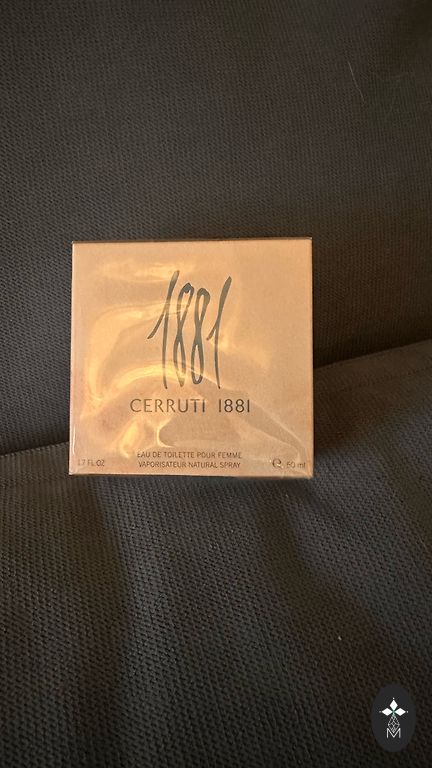 1881
CERRUTI 1881
EAU DE TOILETTE POUR FEMME
1.7 FL OZ VAPORISATEUR NATURAL SPRAY e 50 ml
M